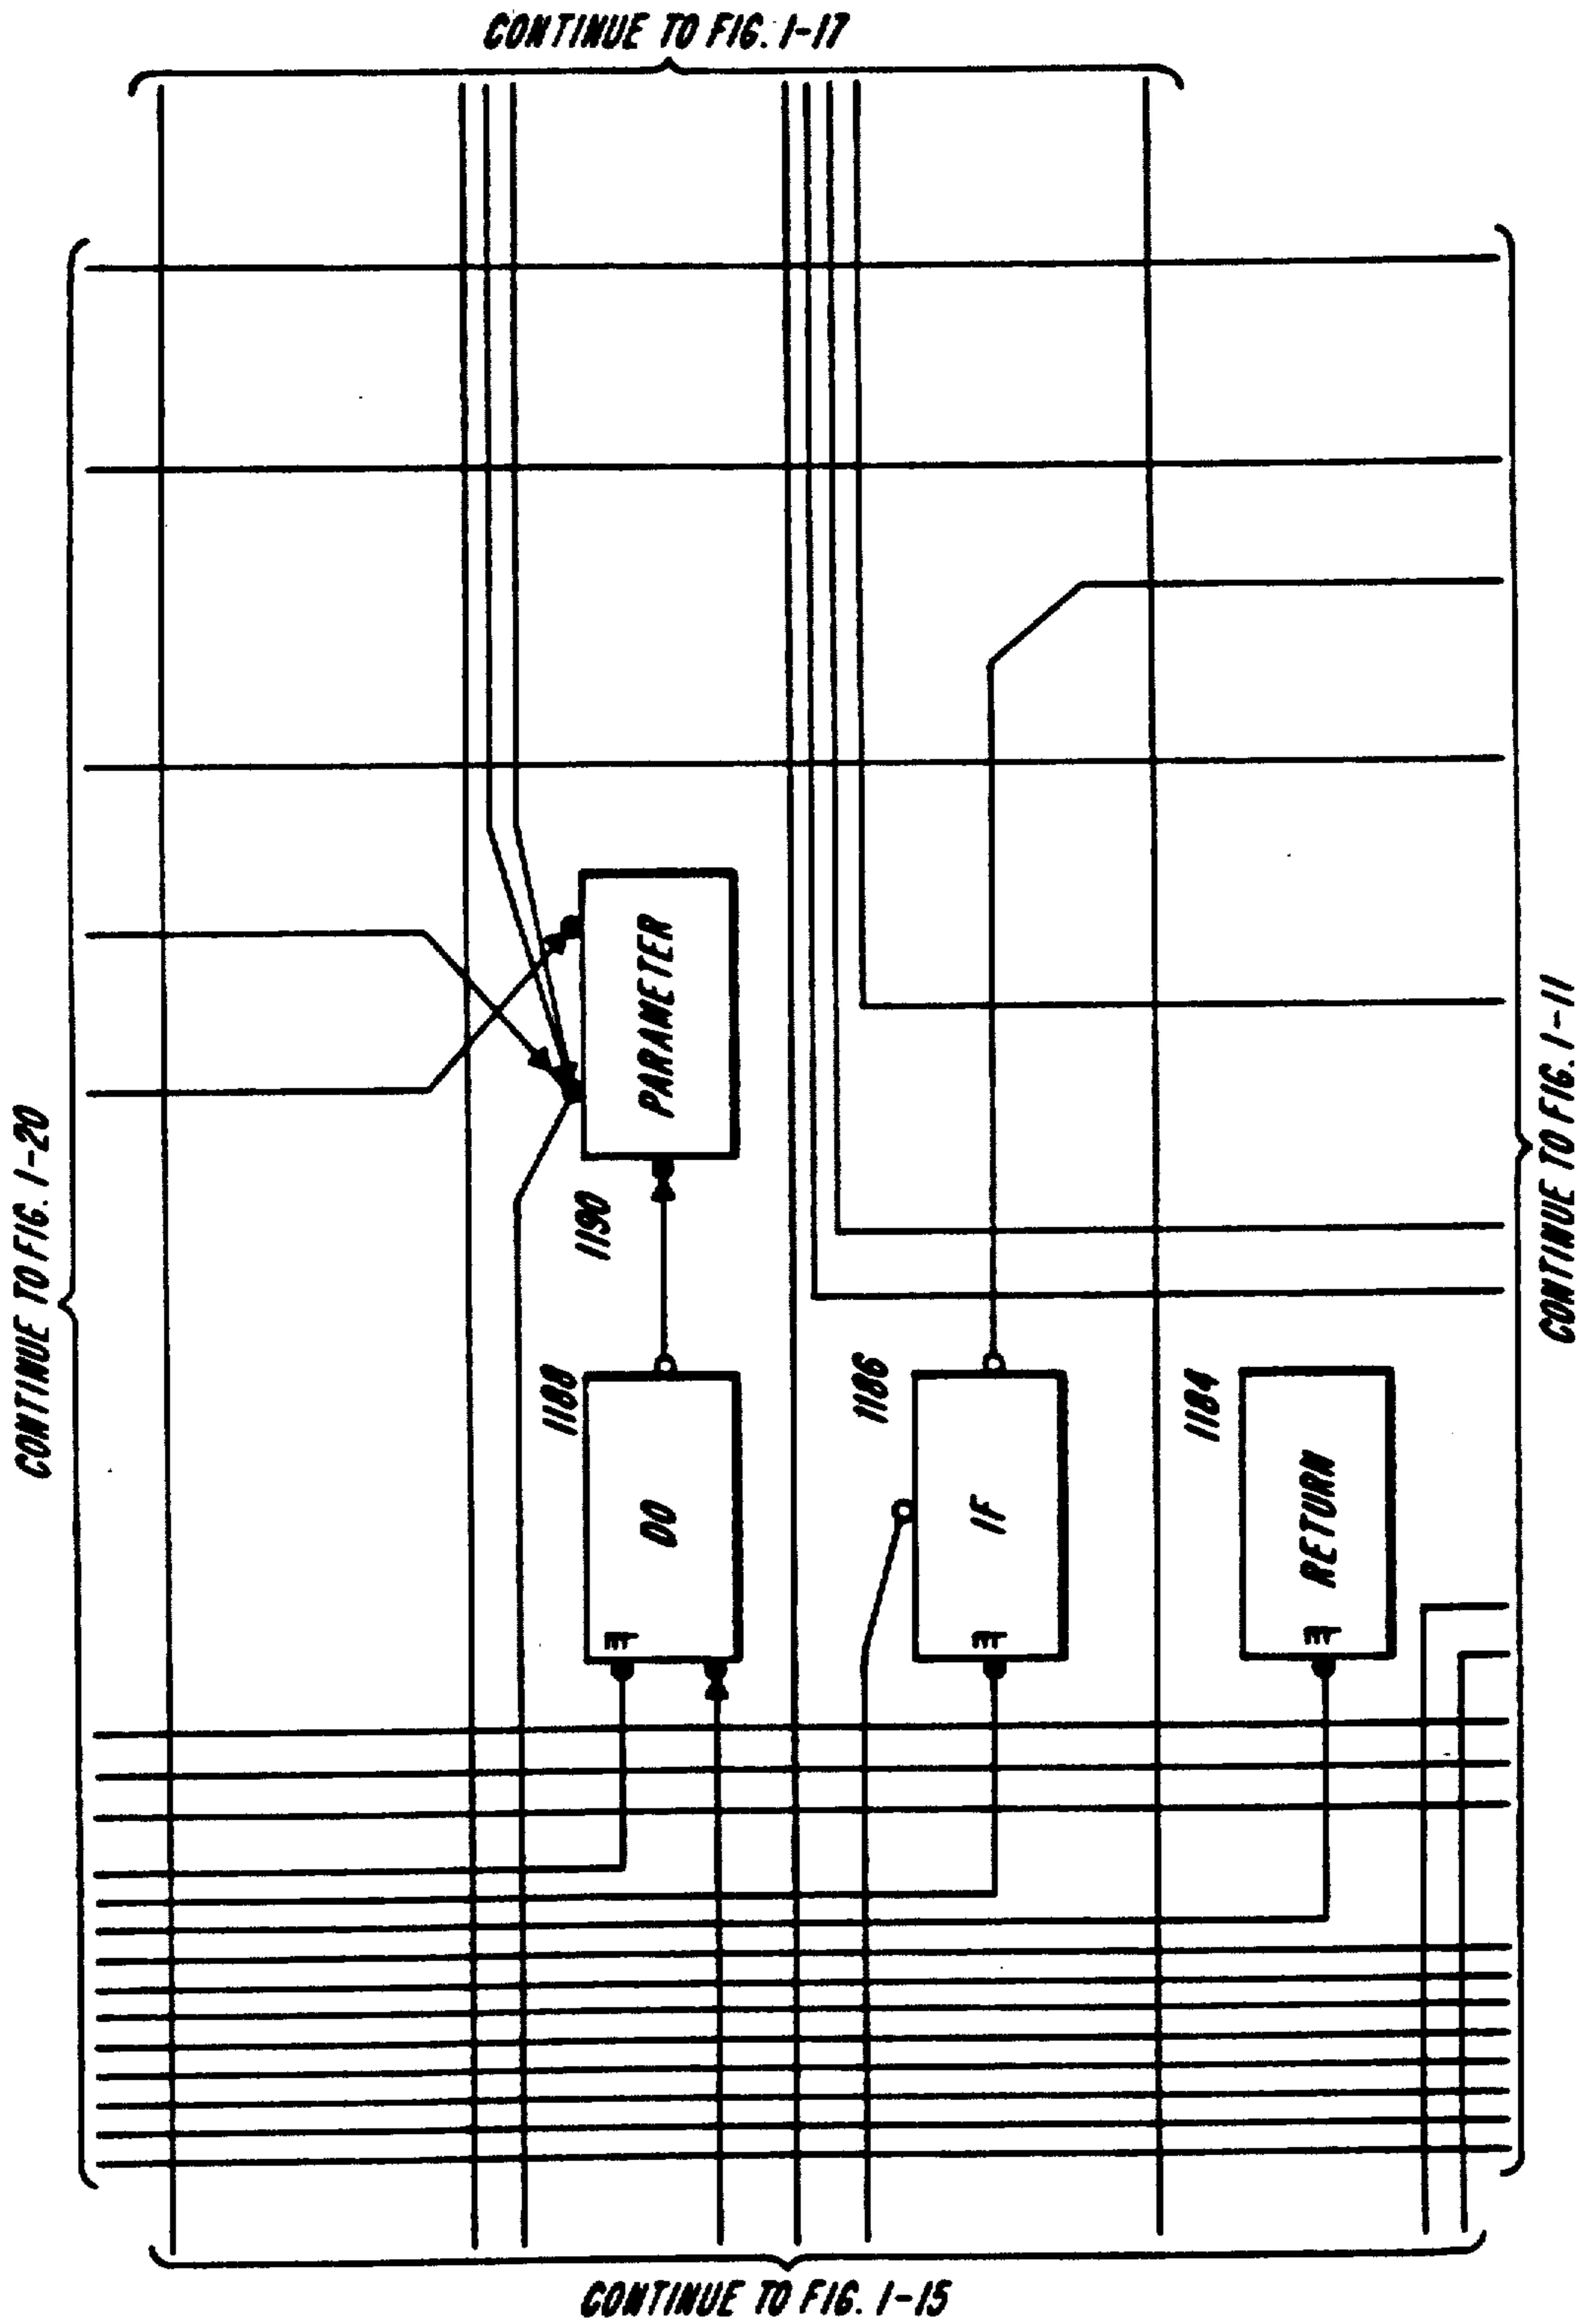 CONTINUE TO FIG. 1-17
CONTINUE TO FIG. 1-20
PARAMETER
1190
DO
1188
IF
1186
RETURN
1184
CONTINUE TO FIG. 1-11
CONTINUE TO FIG. 1-15